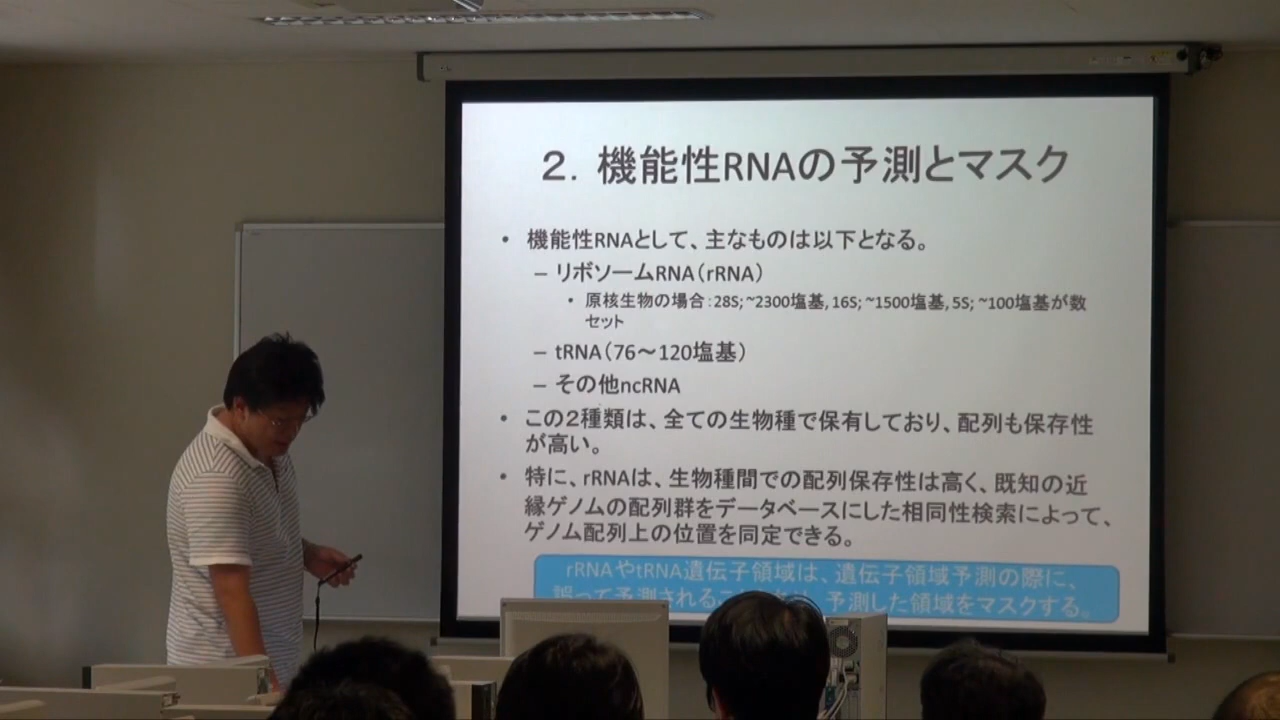 ２．機能性RNAの予測とマスク
• 機能性RNAとして、主なものは以下となる。
– リボソームRNA（rRNA）
• 原核生物の場合：28S; ~2300塩基, 16S; ~1500塩基, 5S; ~100塩基が数
セット
– tRNA（76～120塩基）
– その他ncRNA
• この２種類は、全ての生物種で保有しており、配列も保存性
が高い。
• 特に、rRNAは、生物種間での配列保存性は高く、既知の近
縁ゲノムの配列群をデータベースにした相同性検索によって、
ゲノム配列上の位置を同定できる。
rRNAやtRNA遺伝子領域は、遺伝子領域予測の際に、
誤って予測される 予測した領域をマスクする。